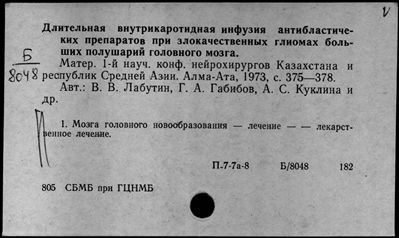 V
Длительная внутрикаротидная инфузия антибластичес-
ких препаратов при злокачественных глиомах боль-
ших полушарий головного мозга.
Б
8048
Матер. 1-й науч. конф. нейрохирургов Казахстана и
республик Средней Азии. Алма-Ата, 1973, с. 375—378.
Авт.: В. В. Лабутин, Г. А. Габибов, А. С. Куклина и
др.
1. Мозга головного новообразования — лечение — — лекарст-
венное лечение.
П-7-7а-8 Б/8048 182
805 СБМБ при ГЦНМБ